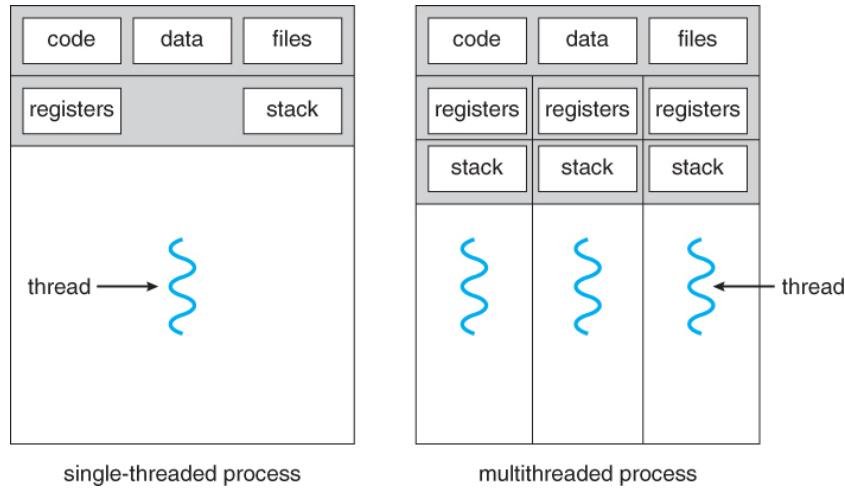 code data files
registers stack
thread
single-threaded process
code data files
registers registers registers
stack stack stack
thread
multithreaded process